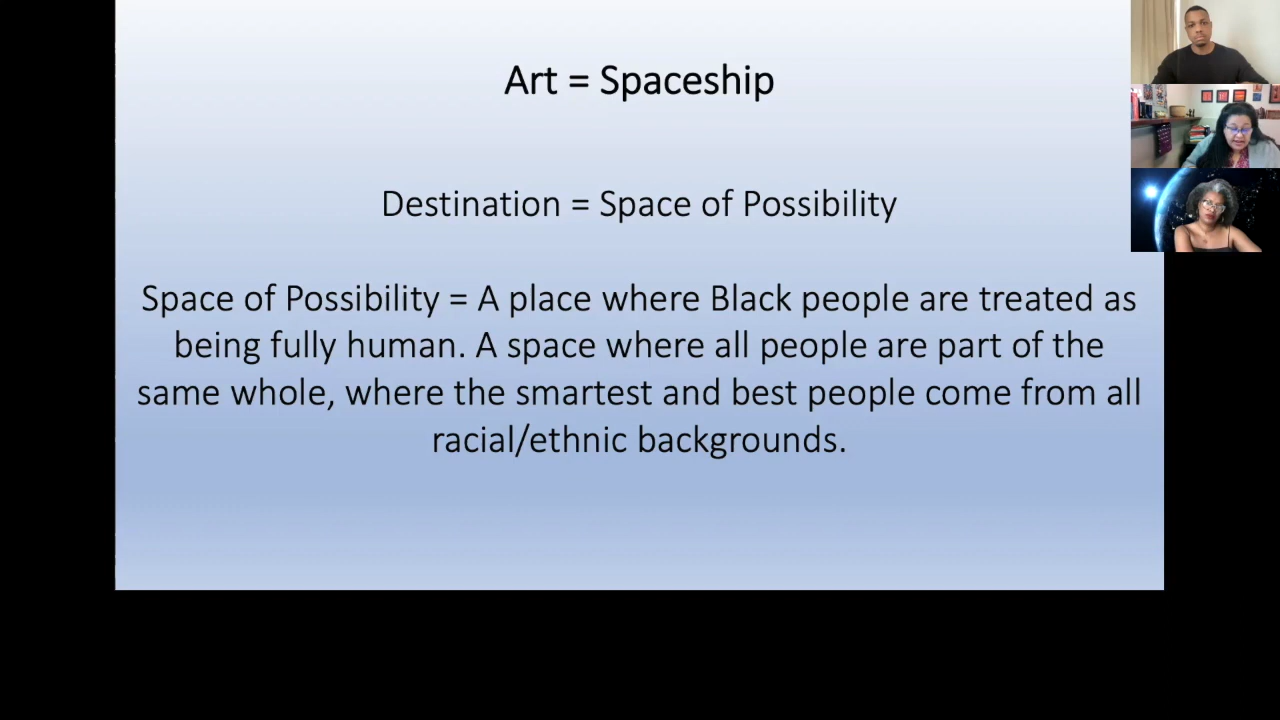 Art = Spaceship
Destination = Space of Possibility
Space of Possibility = A place where Black people are treated as
being fully human. A space where all people are part of the
same whole, where the smartest and best people come from all
racial/ethnic backgrounds.